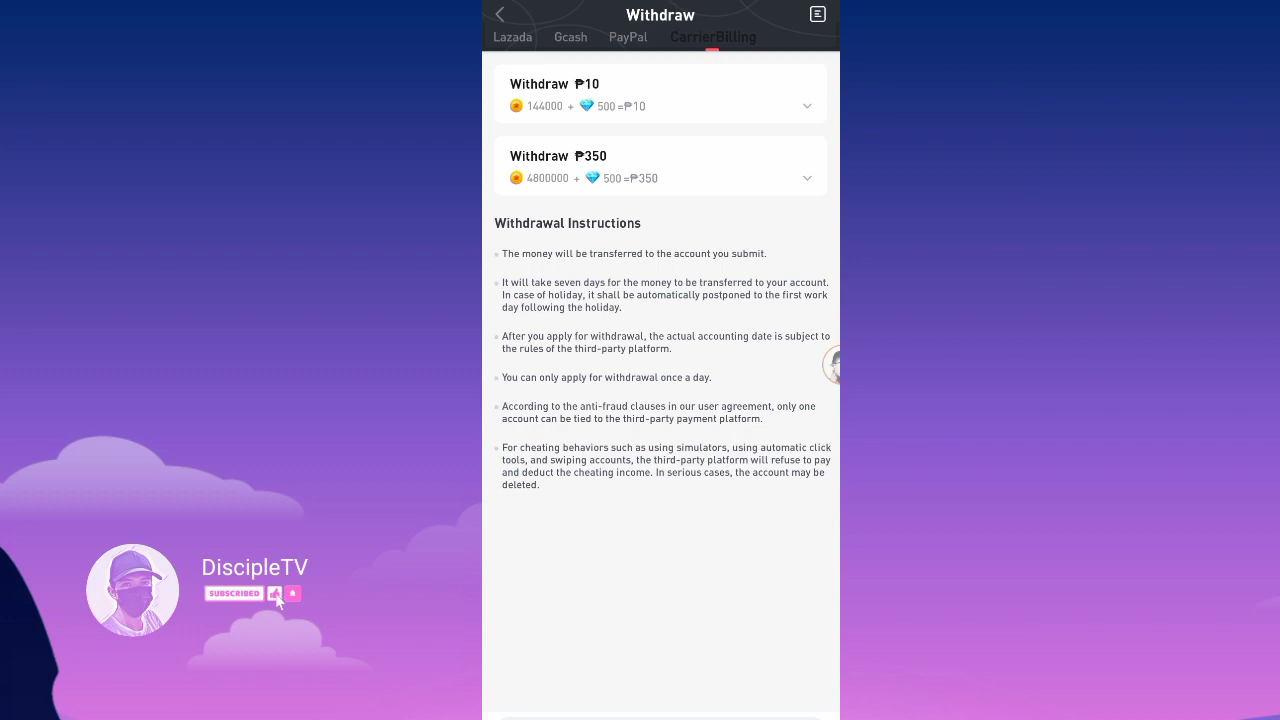 Withdraw
Lazada Gcash PayPal CarrierBilling
Withdraw ₱10
144000 + 500 =₱10
Withdraw ₱350
4800000 + 500 =₱350
Withdrawal Instructions
The money will be transferred to the account you submit.
It will take seven days for the money to be transferred to your account.
In case of holiday, it shall be automatically postponed to the first work
day following the holiday.
After you apply for withdrawal, the actual accounting date is subject to
the rules of the third-party platform.
You can only apply for withdrawal once a day.
According to the anti-fraud clauses in our user agreement, only one
account can be tied to the third-party payment platform.
For cheating behaviors such as using simulators, using automatic click
tools, and swiping accounts, the third-party platform will refuse to pay
and deduct the cheating income. In serious cases, the account may be
deleted.
DiscipleTV
SUBSCRIBED